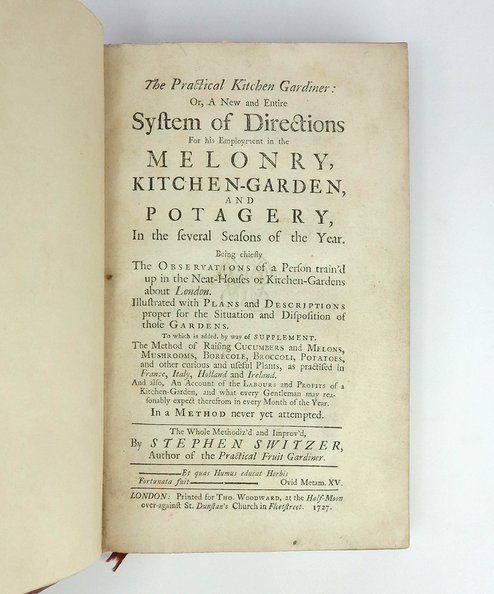 The Practical Kitchen Gardiner:
Or, A New and Entire
Syſtem of Directions
For his Employment in the
MELONRY,
KITCHEN-GARDEN,
AND
POTAGERY,
In the ſeveral Seaſons of the Year.
Being chiefly
The OBSERVATIONS of a Perſon train'd
up in the Neat-Houſes or Kitchen-Gardens
about London.
Illuſtrated with PLANS and DESCRIPTIONS
proper for the Situation and Diſpoſition of
thoſe GARDENS.
To which is added, by way of SUPPLEMENT,
The Method of Raiſing CUCUMBERS and MELONS,
MUSHROOMS, BORECOLE, BROCCOLI, POTATOES,
and other curious and uſeful Plants, as practiſed in
France, Italy, Holland and Ireland.
And alſo, An Account of the LABOURS and PROFITS of a
Kitchen-Garden, and what every Gentleman may rea-
ſonably expect therefrom in every Month of the Year.
In a METHOD never yet attempted.
The Whole Methodiz'd and Improv'd,
By STEPHEN SWITZER,
Author of the Practical Fruit Gardiner.
Et quas Humus educat Herbis
Fortunata fuit Ovid Metam. XV.
LONDON: Printed for THO. WOODWARD, at the Half-Moon
over-againſt St. Dunſtan's Church in Fleetſtreet. 1727.